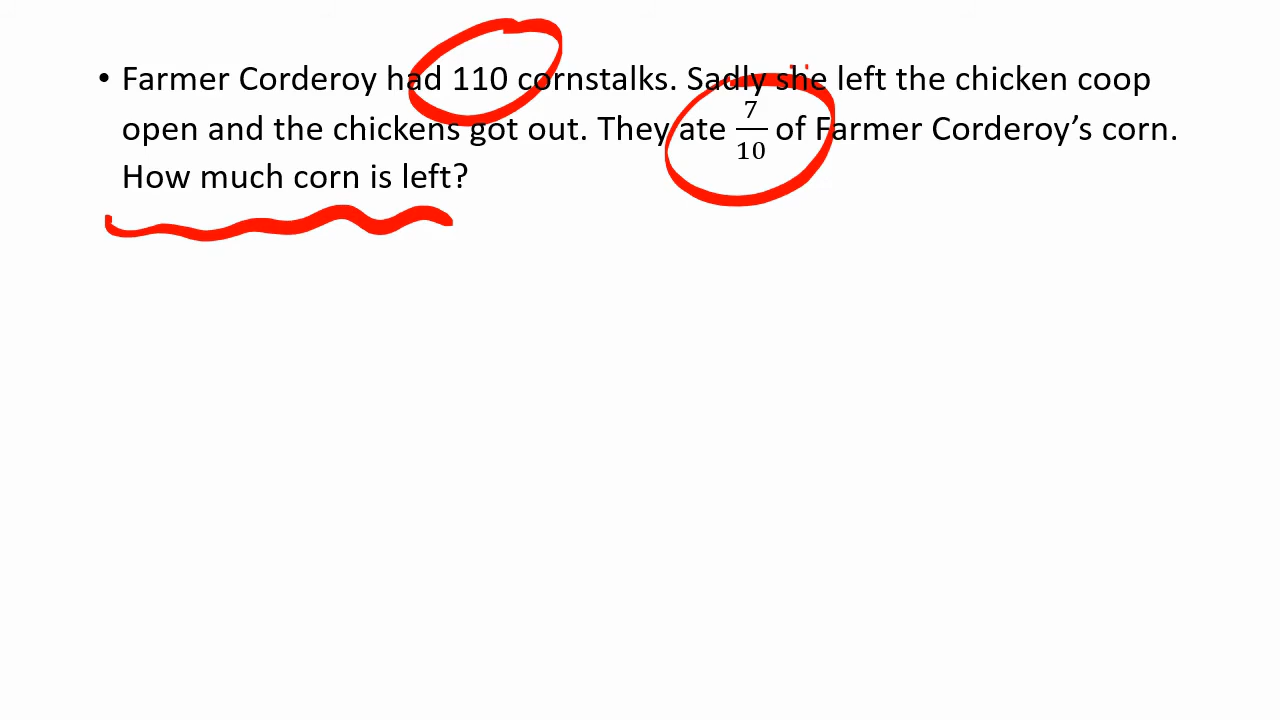 • Farmer Corderoy had 110 cornstalks. Sadly she left the chicken coop
open and the chickens got out. They ate 7/10 of Farmer Corderoy’s corn.
How much corn is left?